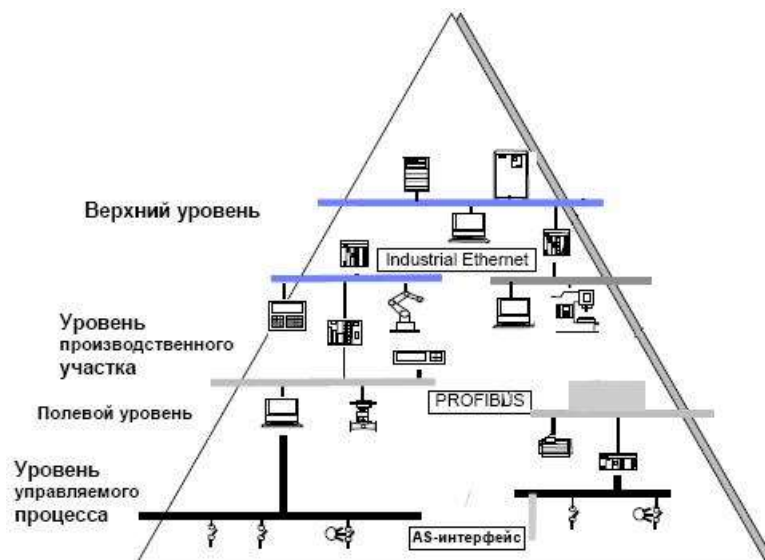 Верхний уровень
Industrial Ethernet
Уровень
производственного
участка
PROFIBUS
Полевой уровень
Уровень
управляемого
процесса
AS-интерфейс